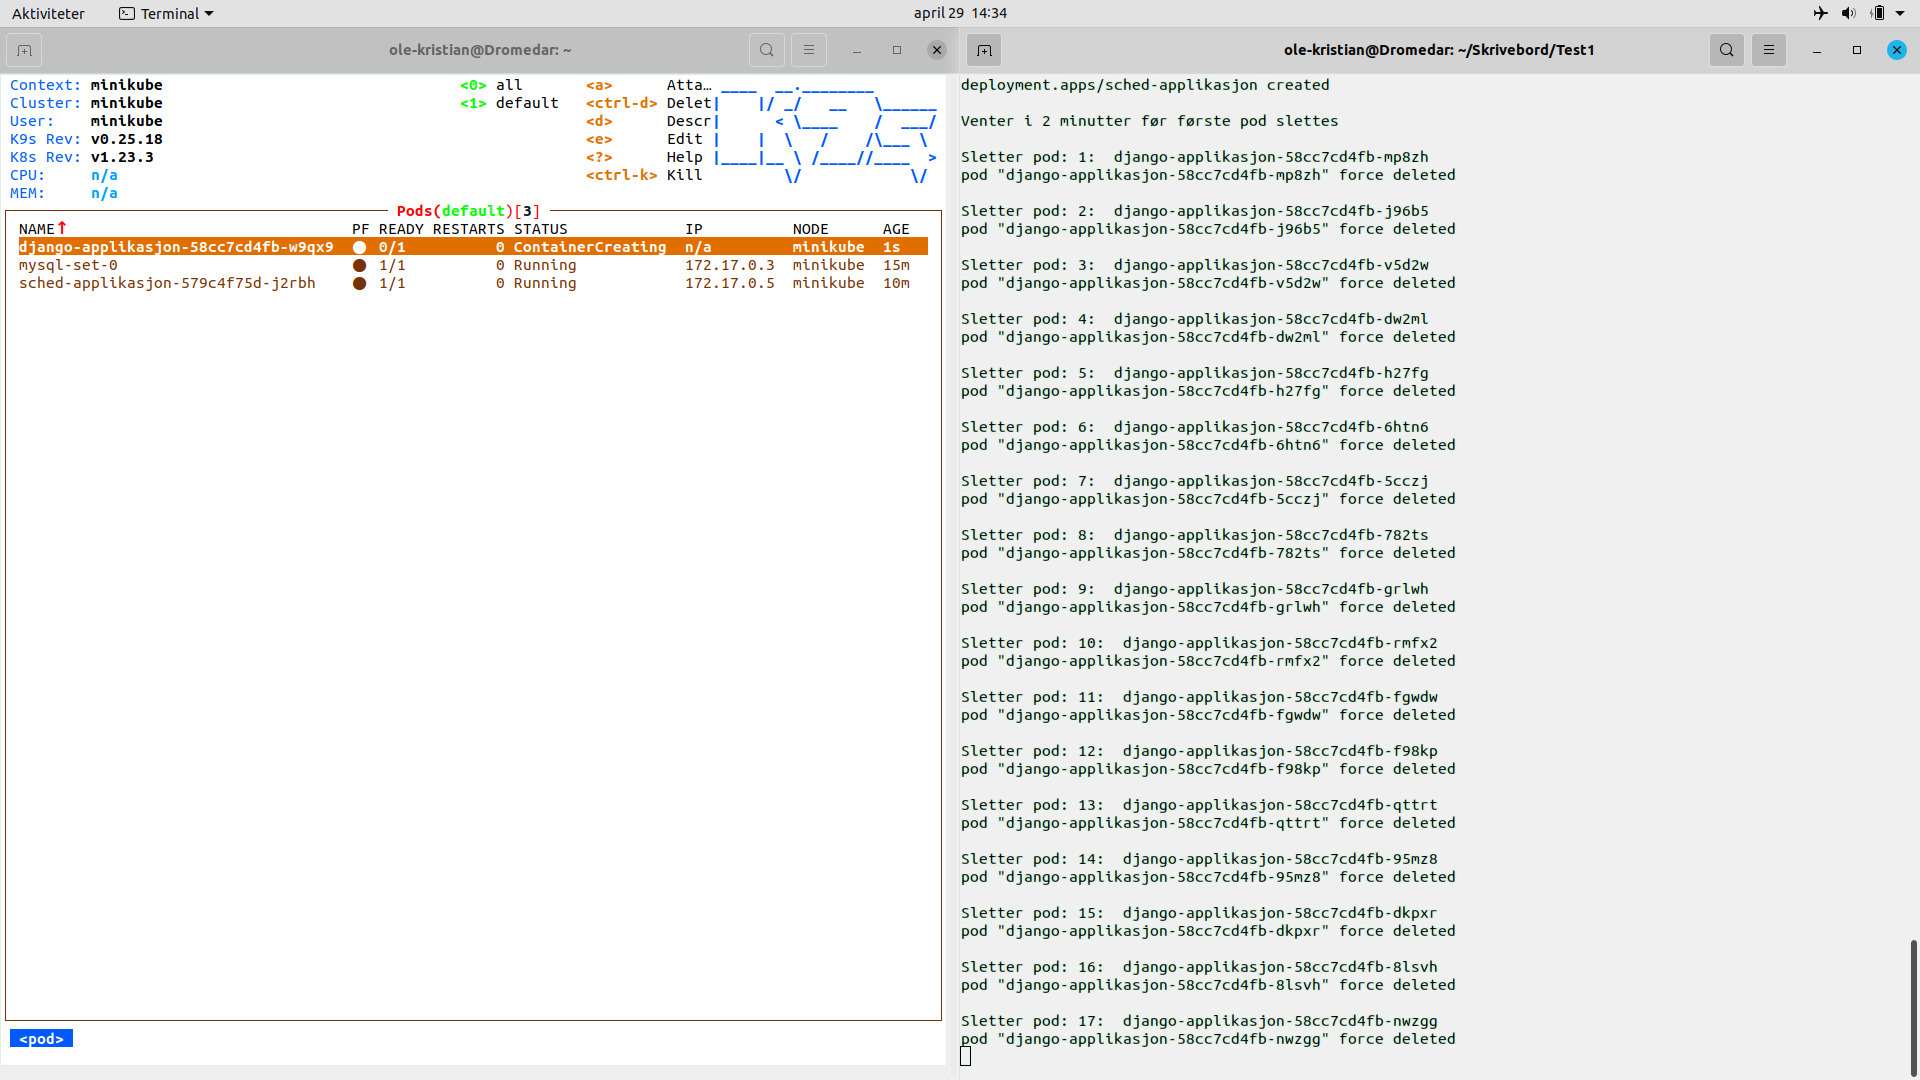 Aktiviteter
Terminal
april 29 14:34
ole-kristian@Dromedar: ~
Context: minikube
Cluster: minikube
User: minikube
K9s Rev: v0.25.18
K8s Rev: v1.23.3
CPU: n/a
MEM: n/a
<0> all
<1> default
<a> Atta…
<ctrl-d> Delet
<d> Descr
<e> Edit
<?> Help
<ctrl-k> Kill
Pods(default)[3]
NAME↑ PF READY RESTARTS STATUS IP NODE AGE
django-applikasjon-58cc7cd4fb-w9qx9 ● 0/1 0 ContainerCreating n/a minikube 1s
mysql-set-0 ● 1/1 0 Running 172.17.0.3 minikube 15m
sched-applikasjon-579c4f75d-j2rbh ● 1/1 0 Running 172.17.0.5 minikube 10m
<pod>
ole-kristian@Dromedar: ~/Skrivebord/Test1
deployment.apps/sched-applikasjon created
Venter i 2 minutter før første pod slettes
Sletter pod: 1: django-applikasjon-58cc7cd4fb-mp8zh
pod "django-applikasjon-58cc7cd4fb-mp8zh" force deleted
Sletter pod: 2: django-applikasjon-58cc7cd4fb-j96b5
pod "django-applikasjon-58cc7cd4fb-j96b5" force deleted
Sletter pod: 3: django-applikasjon-58cc7cd4fb-v5d2w
pod "django-applikasjon-58cc7cd4fb-v5d2w" force deleted
Sletter pod: 4: django-applikasjon-58cc7cd4fb-dw2ml
pod "django-applikasjon-58cc7cd4fb-dw2ml" force deleted
Sletter pod: 5: django-applikasjon-58cc7cd4fb-h27fg
pod "django-applikasjon-58cc7cd4fb-h27fg" force deleted
Sletter pod: 6: django-applikasjon-58cc7cd4fb-6htn6
pod "django-applikasjon-58cc7cd4fb-6htn6" force deleted
Sletter pod: 7: django-applikasjon-58cc7cd4fb-5cczj
pod "django-applikasjon-58cc7cd4fb-5cczj" force deleted
Sletter pod: 8: django-applikasjon-58cc7cd4fb-782ts
pod "django-applikasjon-58cc7cd4fb-782ts" force deleted
Sletter pod: 9: django-applikasjon-58cc7cd4fb-grlwh
pod "django-applikasjon-58cc7cd4fb-grlwh" force deleted
Sletter pod: 10: django-applikasjon-58cc7cd4fb-rmfx2
pod "django-applikasjon-58cc7cd4fb-rmfx2" force deleted
Sletter pod: 11: django-applikasjon-58cc7cd4fb-fgwdw
pod "django-applikasjon-58cc7cd4fb-fgwdw" force deleted
Sletter pod: 12: django-applikasjon-58cc7cd4fb-f98kp
pod "django-applikasjon-58cc7cd4fb-f98kp" force deleted
Sletter pod: 13: django-applikasjon-58cc7cd4fb-qttrt
pod "django-applikasjon-58cc7cd4fb-qttrt" force deleted
Sletter pod: 14: django-applikasjon-58cc7cd4fb-95mz8
pod "django-applikasjon-58cc7cd4fb-95mz8" force deleted
Sletter pod: 15: django-applikasjon-58cc7cd4fb-dkpxr
pod "django-applikasjon-58cc7cd4fb-dkpxr" force deleted
Sletter pod: 16: django-applikasjon-58cc7cd4fb-8lsvh
pod "django-applikasjon-58cc7cd4fb-8lsvh" force deleted
Sletter pod: 17: django-applikasjon-58cc7cd4fb-nwzgg
pod "django-applikasjon-58cc7cd4fb-nwzgg" force deleted